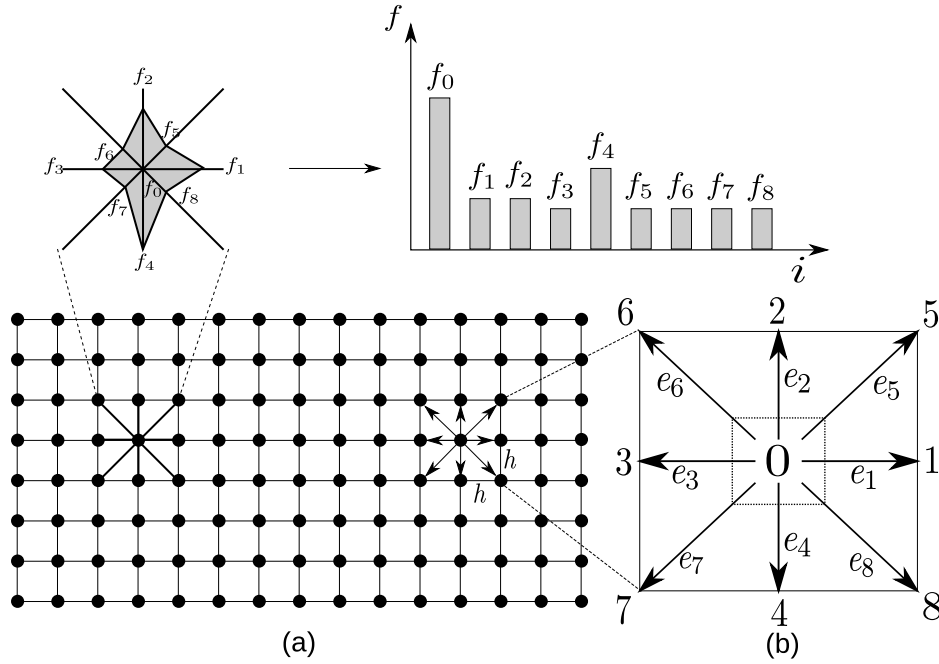 f
f₀
f₁
f₂
f₃
f₄
f₅
f₆
f₇
f₈
i
f₂
f₅
f₆
f₃
f₁
f₀
f₇
f₈
f₄
h
h
(a)
6
2
5
e₆
e₂
e₅
3
0
1
e₃
e₁
e₇
e₄
e₈
7
4
8
(b)